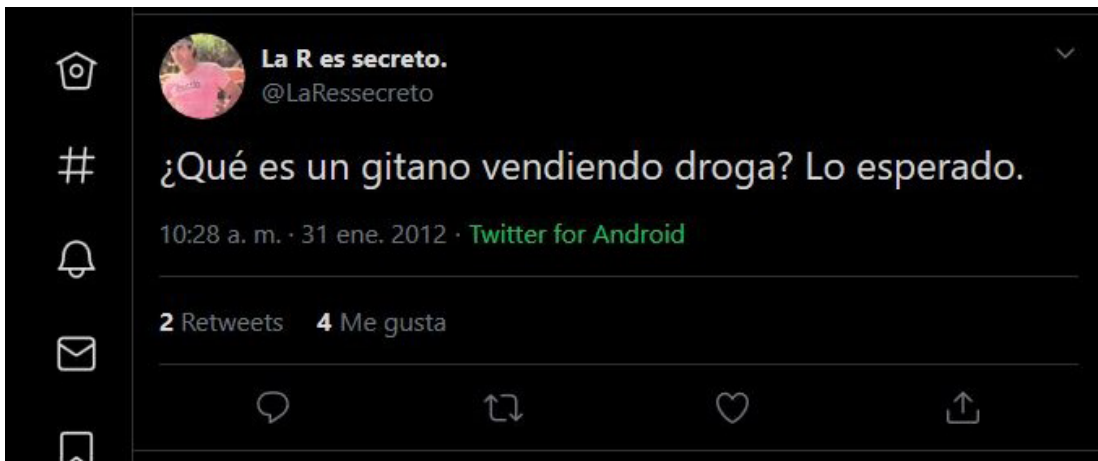 La R es secreto.
@LaRessecreto
¿Qué es un gitano vendiendo droga? Lo esperado.
10:28 a. m. · 31 ene. 2012 · Twitter for Android
2 Retweets 4 Me gusta